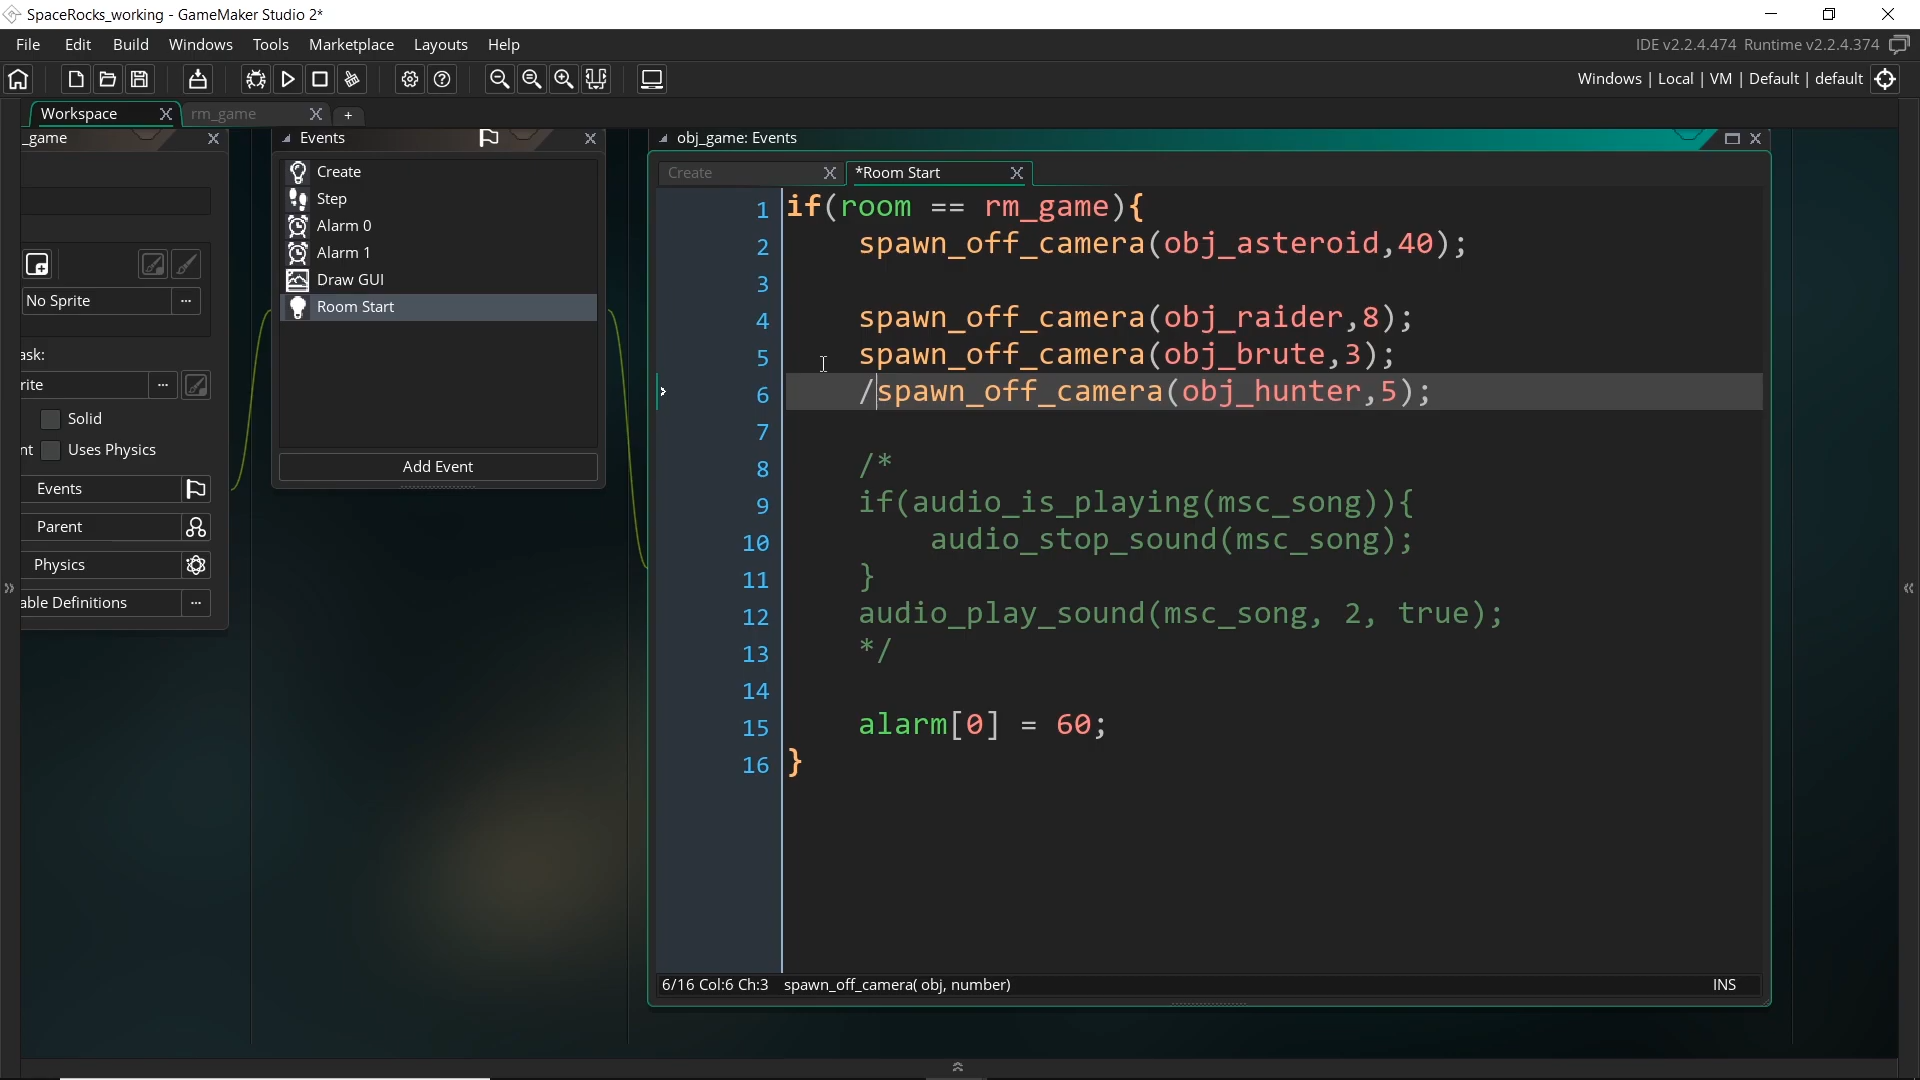 SpaceRocks_working - GameMaker Studio 2*
File Edit Build Windows Tools Marketplace Layouts Help
IDE v2.2.4.474 Runtime v2.2.4.374
Windows | Local | VM | Default | default
Workspace X rm_game X +
_game X
No Sprite ...
ask:
rite ...
Solid
nt Uses Physics
Events
Parent
Physics
able Definitions ...
Events X
Create
Step
Alarm 0
Alarm 1
Draw GUI
Room Start
Add Event
obj_game: Events
Create X *Room Start X
1 if(room == rm_game){
2 spawn_off_camera(obj_asteroid,40);
3
4 spawn_off_camera(obj_raider,8);
5 spawn_off_camera(obj_brute,3);
6 /spawn_off_camera(obj_hunter,5);
7
8 /*
9 if(audio_is_playing(msc_song)){
10 audio_stop_sound(msc_song);
11 }
12 audio_play_sound(msc_song, 2, true);
13 */
14
15 alarm[0] = 60;
16 }
6/16 Col:6 Ch:3 spawn_off_camera( obj, number) INS